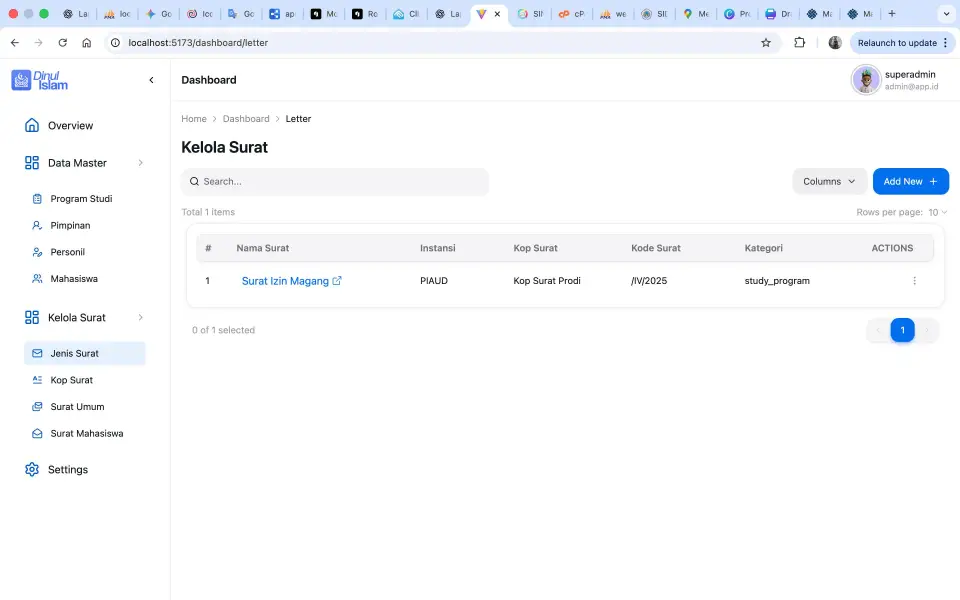 localhost:5173/dashboard/letter
Relaunch to update
Dinul
Islam
Dashboard
superadmin
admin@app.id
Overview
Data Master
Program Studi
Pimpinan
Personil
Mahasiswa
Kelola Surat
Jenis Surat
Kop Surat
Surat Umum
Surat Mahasiswa
Settings
Home > Dashboard > Letter
Kelola Surat
Search...
Columns
Add New +
Total 1 items
Rows per page: 10
# Nama Surat Instansi Kop Surat Kode Surat Kategori ACTIONS
1 Surat Izin Magang PIAUD Kop Surat Prodi /IV/2025 study_program
0 of 1 selected
1